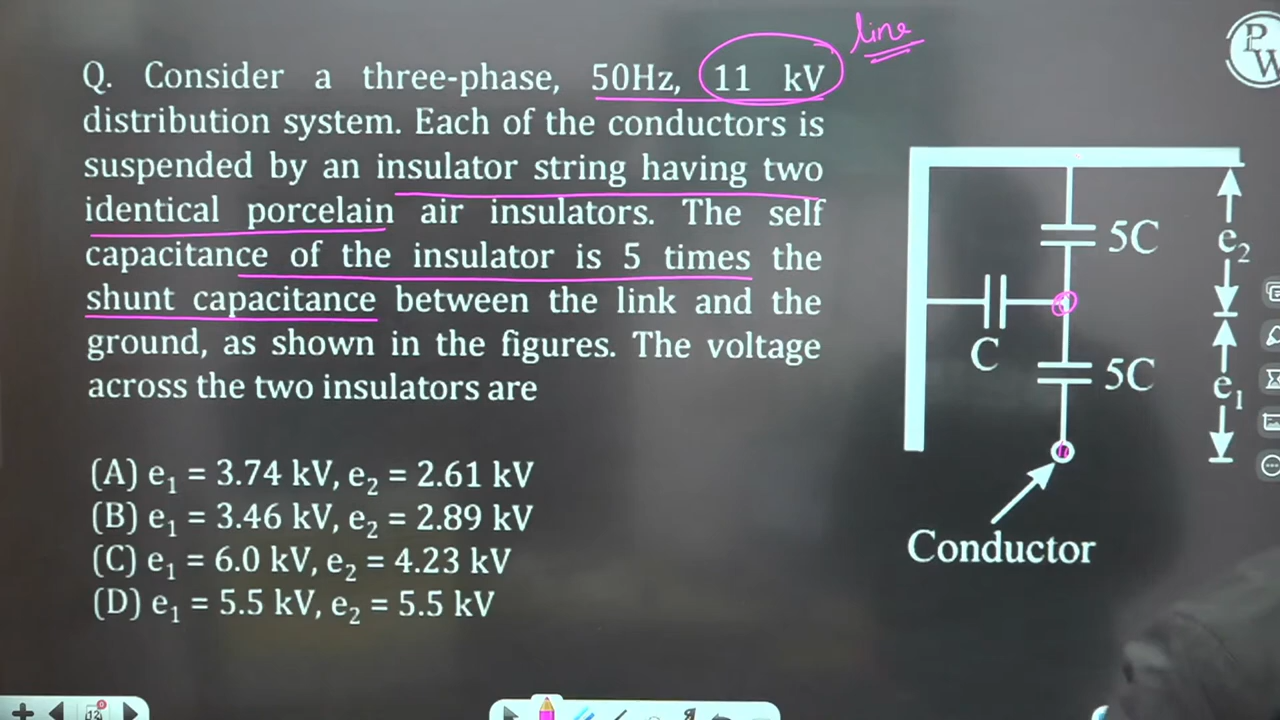 line
Q. Consider a three-phase, 50Hz, 11 kV
distribution system. Each of the conductors is
suspended by an insulator string having two
identical porcelain air insulators. The self
capacitance of the insulator is 5 times the
shunt capacitance between the link and the
ground, as shown in the figures. The voltage
across the two insulators are
(A) e₁ = 3.74 kV, e₂ = 2.61 kV
(B) e₁ = 3.46 kV, e₂ = 2.89 kV
(C) e₁ = 6.0 kV, e₂ = 4.23 kV
(D) e₁ = 5.5 kV, e₂ = 5.5 kV
5C
e₂
C
5C
e₁
Conductor
P
W